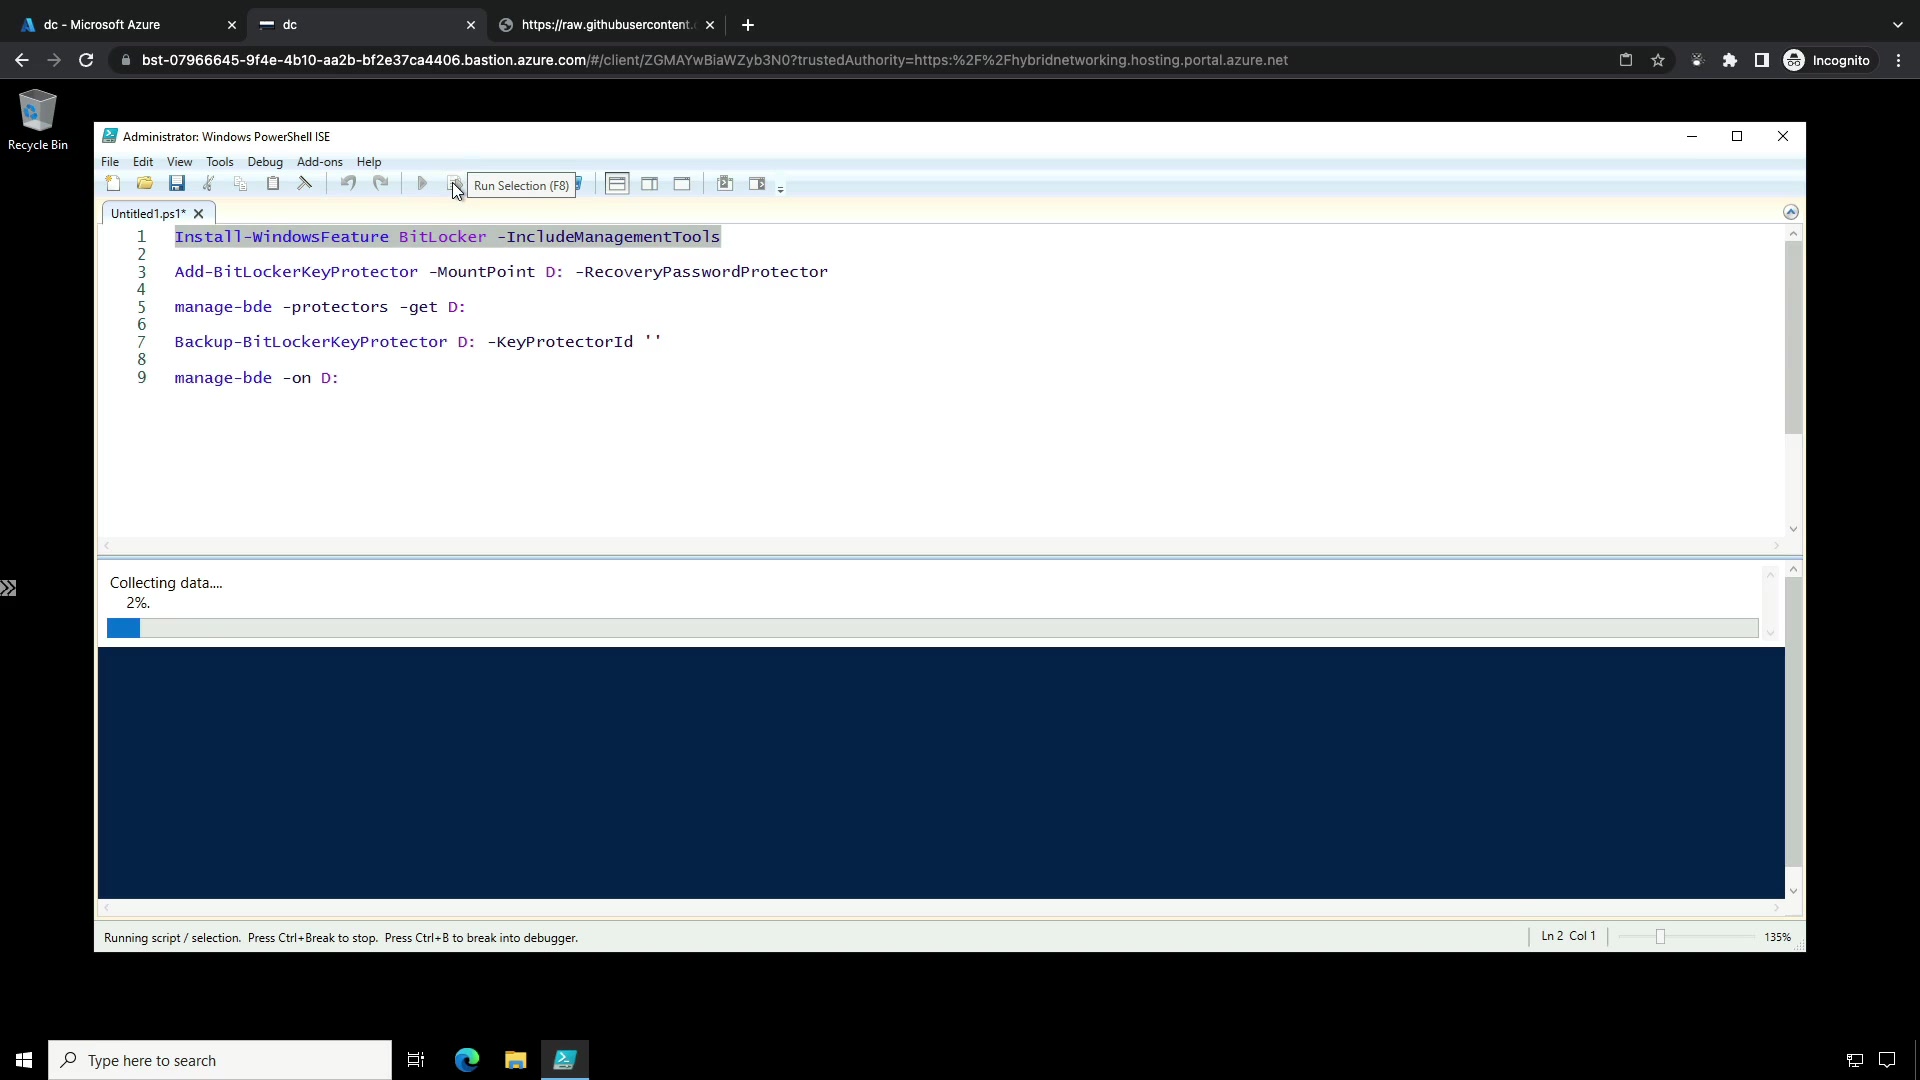 dc - Microsoft Azure
dc
https://raw.githubusercontent.
bst-07966645-9f4e-4b10-aa2b-bf2e37ca4406.bastion.azure.com/#/client/ZGMAYwBiaWZyb3N0?trustedAuthority=https:%2F%2Fhybridnetworking.hosting.portal.azure.net
Incognito
Recycle Bin
Administrator: Windows PowerShell ISE
File Edit View Tools Debug Add-ons Help
Run Selection (F8)
Untitled1.ps1*
1 Install-WindowsFeature BitLocker -IncludeManagementTools
2
3 Add-BitLockerKeyProtector -MountPoint D: -RecoveryPasswordProtector
4
5 manage-bde -protectors -get D:
6
7 Backup-BitLockerKeyProtector D: -KeyProtectorId ''
8
9 manage-bde -on D:
Collecting data....
2%.
Running script / selection. Press Ctrl+Break to stop. Press Ctrl+B to break into debugger.
Ln 2 Col 1
135%
Type here to search